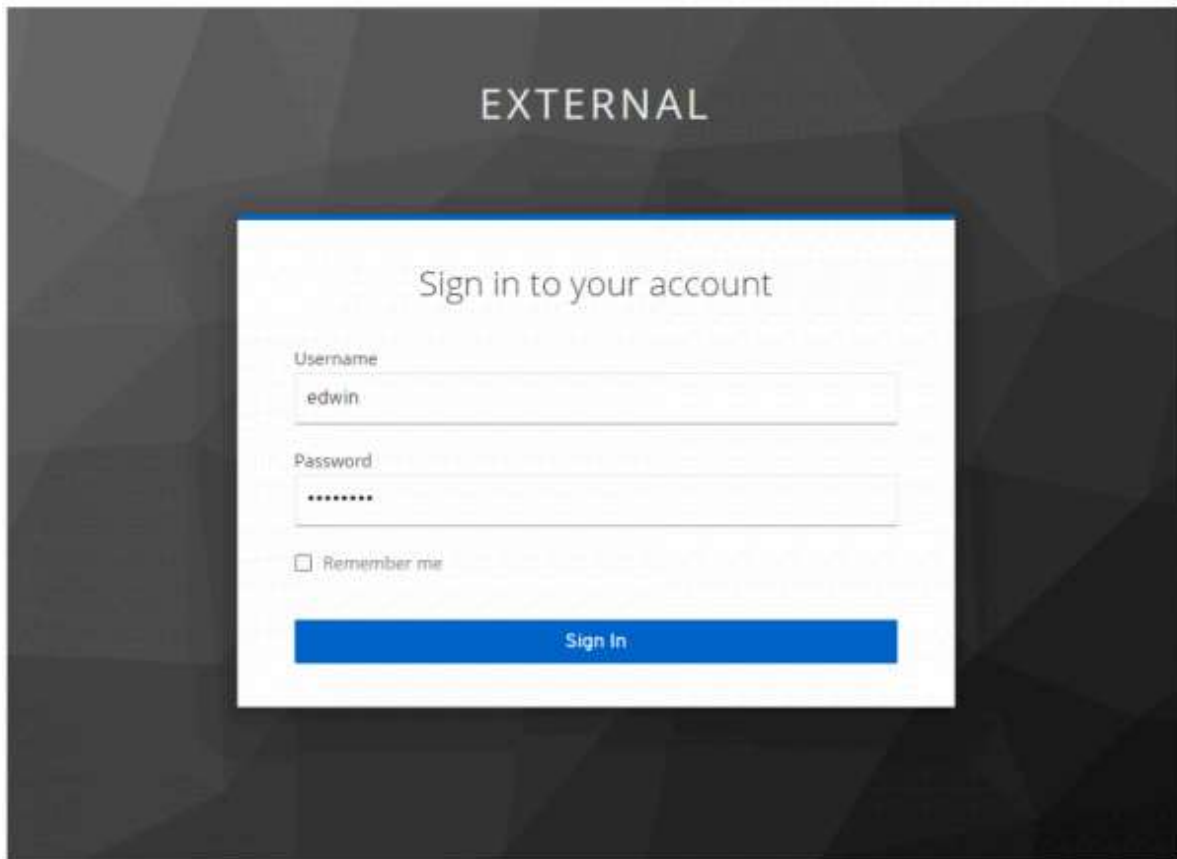 EXTERNAL
Sign in to your account
Username
edwin
Password
••••••••
Remember me
Sign In